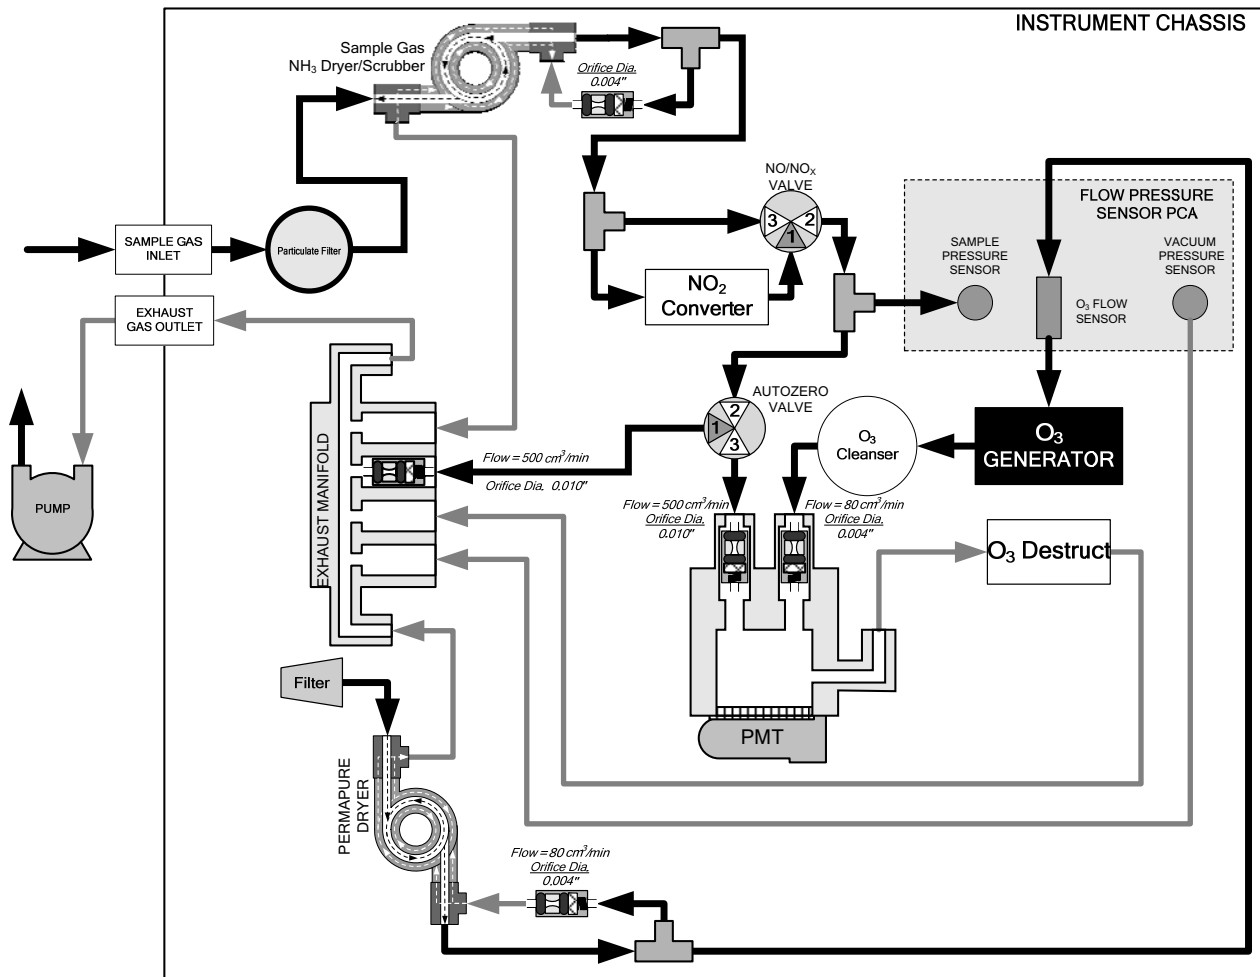 INSTRUMENT CHASSIS
Sample Gas
NH3 Dryer/Scrubber
Orifice Dia.
0.004"
NO/NOX
VALVE
3
2
1
FLOW PRESSURE
SENSOR PCA
SAMPLE
PRESSURE
SENSOR
VACUUM
PRESSURE
SENSOR
O3 FLOW
SENSOR
SAMPLE GAS
INLET
Particulate Filter
NO2
Converter
EXHAUST
GAS OUTLET
AUTOZERO
VALVE
2
1
3
O3
Cleanser
O3
GENERATOR
EXHAUST MANIFOLD
Flow = 500 cm3/min
Orifice Dia. 0.010"
Flow = 500 cm3/min
Orifice Dia.
0.010"
Flow = 80 cm3/min
Orifice Dia.
0.004"
PUMP
O3 Destruct
Filter
PMT
PERMAPURE
DRYER
Flow = 80 cm3/min
Orifice Dia.
0.004"